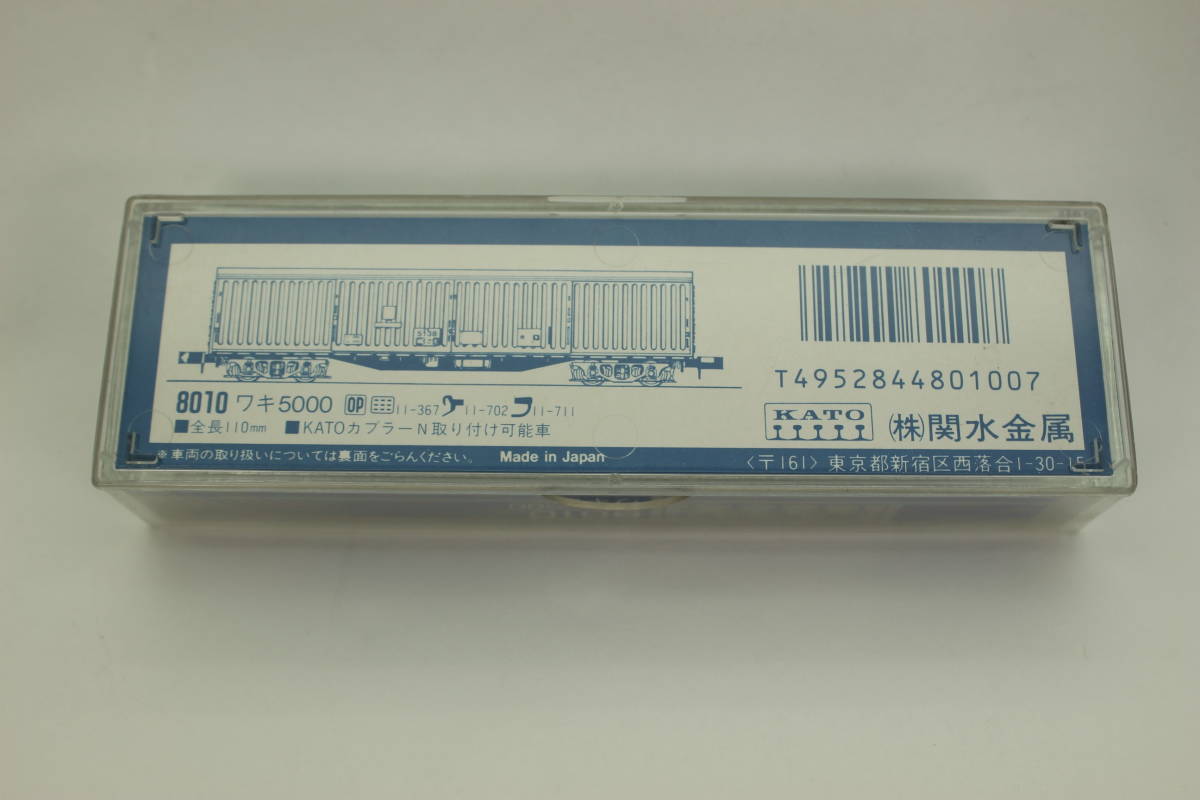 T4952844801007
8010 ワキ5000 OP 11-367 11-702 11-711
■全長110mm ■KATOカプラーN取り付け可能車
KATO (株)関水金属
※車両の取り扱いについては裏面をごらんください。 Made in Japan
〈〒161〉東京都新宿区西落合1-30-15